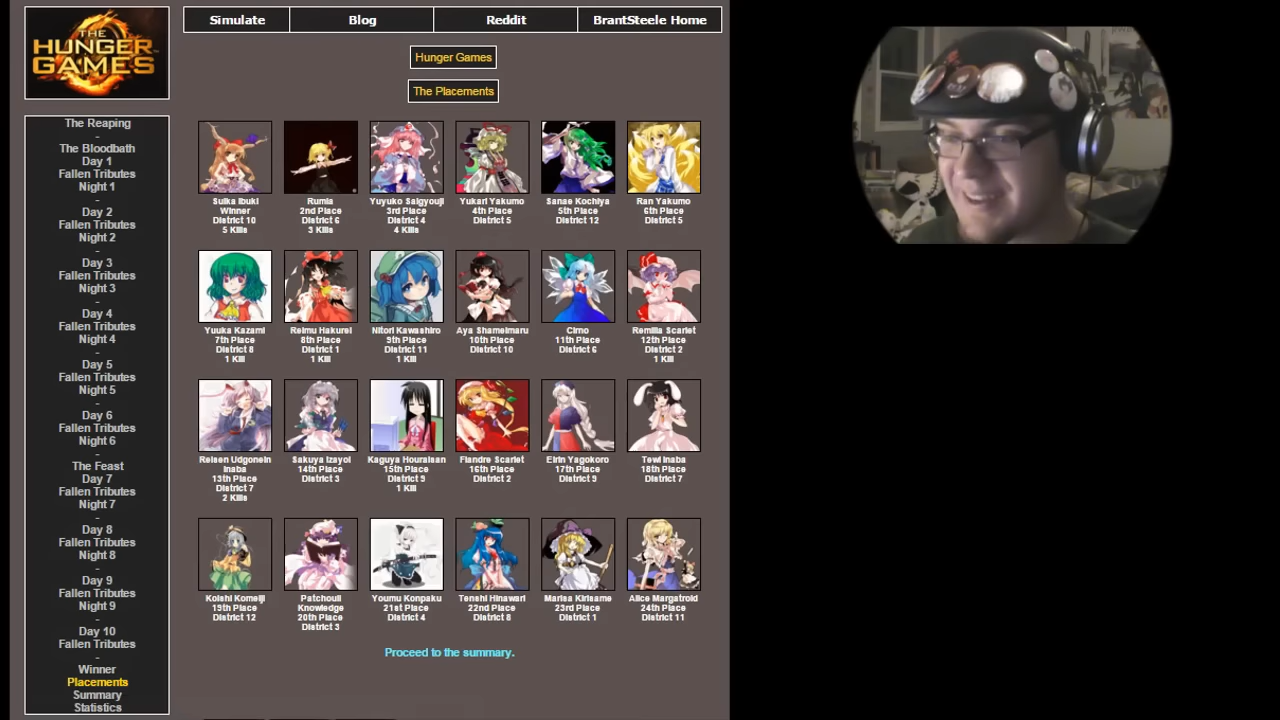 THE
HUNGER
GAMES
Simulate
Blog
Reddit
BrantSteele Home
Hunger Games
The Placements
The Reaping
-
The Bloodbath
Day 1
Fallen Tributes
Night 1
-
Day 2
Fallen Tributes
Night 2
-
Day 3
Fallen Tributes
Night 3
-
Day 4
Fallen Tributes
Night 4
-
Day 5
Fallen Tributes
Night 5
-
Day 6
Fallen Tributes
Night 6
-
The Feast
Day 7
Fallen Tributes
Night 7
-
Day 8
Fallen Tributes
Night 8
-
Day 9
Fallen Tributes
Night 9
-
Day 10
Fallen Tributes
-
Winner
Placements
Summary
Statistics
Suika Ibuki
Winner
District 10
5 Kills
Rumia
2nd Place
District 6
3 Kills
Yuyuko Saigyouji
3rd Place
District 4
4 Kills
Yukari Yakumo
4th Place
District 5
Sanae Kochiya
5th Place
District 12
Ran Yakumo
6th Place
District 5
Yuuka Kazami
7th Place
District 8
1 Kill
Reimu Hakurei
8th Place
District 1
1 Kill
Nitori Kawashiro
9th Place
District 11
1 Kill
Aya Shameimaru
10th Place
District 10
Cirno
11th Place
District 6
Remilia Scarlet
12th Place
District 2
1 Kill
Reisen Udgonein
Inaba
13th Place
District 7
2 Kills
Sakuya Izayoi
14th Place
District 3
Kaguya Houraisan
15th Place
District 9
1 Kill
Flandre Scarlet
16th Place
District 2
Eirin Yagokoro
17th Place
District 9
Tewi Inaba
18th Place
District 7
Koishi Komeiji
19th Place
District 12
Patchouli
Knowledge
20th Place
District 3
Youmu Konpaku
21st Place
District 4
Tenshi Hinawari
22nd Place
District 8
Marisa Kirisame
23rd Place
District 1
Alice Margatroid
24th Place
District 11
Proceed to the summary.